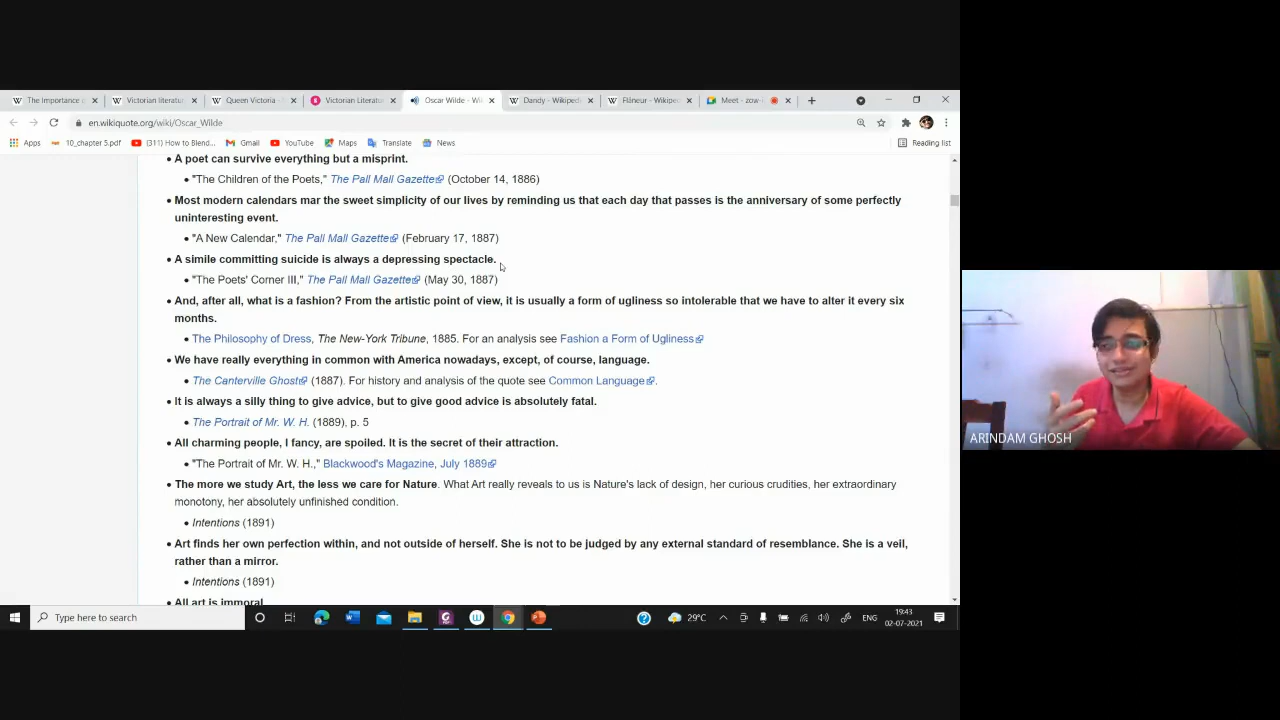 The Importance o
Victorian literatur
Queen Victoria -
Victorian Literatu
Oscar Wilde - Wi
Dandy - Wikiped
Flâneur - Wikiped
Meet - zow-i
en.wikiquote.org/wiki/Oscar_Wilde
Apps
10_chapter 5.pdf
(311) How to Blend...
Gmail
YouTube
Maps
Translate
News
Reading list
• A poet can survive everything but a misprint.
• "The Children of the Poets," The Pall Mall Gazette (October 14, 1886)
• Most modern calendars mar the sweet simplicity of our lives by reminding us that each day that passes is the anniversary of some perfectly
uninteresting event.
• "A New Calendar," The Pall Mall Gazette (February 17, 1887)
• A simile committing suicide is always a depressing spectacle.
• "The Poets' Corner III," The Pall Mall Gazette (May 30, 1887)
• And, after all, what is a fashion? From the artistic point of view, it is usually a form of ugliness so intolerable that we have to alter it every six
months.
• The Philosophy of Dress, The New-York Tribune, 1885. For an analysis see Fashion a Form of Ugliness
• We have really everything in common with America nowadays, except, of course, language.
• The Canterville Ghost (1887). For history and analysis of the quote see Common Language.
• It is always a silly thing to give advice, but to give good advice is absolutely fatal.
• The Portrait of Mr. W. H. (1889), p. 5
• All charming people, I fancy, are spoiled. It is the secret of their attraction.
• "The Portrait of Mr. W. H.," Blackwood's Magazine, July 1889
• The more we study Art, the less we care for Nature. What Art really reveals to us is Nature's lack of design, her curious crudities, her extraordinary
monotony, her absolutely unfinished condition.
• Intentions (1891)
• Art finds her own perfection within, and not outside of herself. She is not to be judged by any external standard of resemblance. She is a veil,
rather than a mirror.
• Intentions (1891)
• All art is immoral
ARINDAM GHOSH
Type here to search
29°C
ENG
19:43
02-07-2021